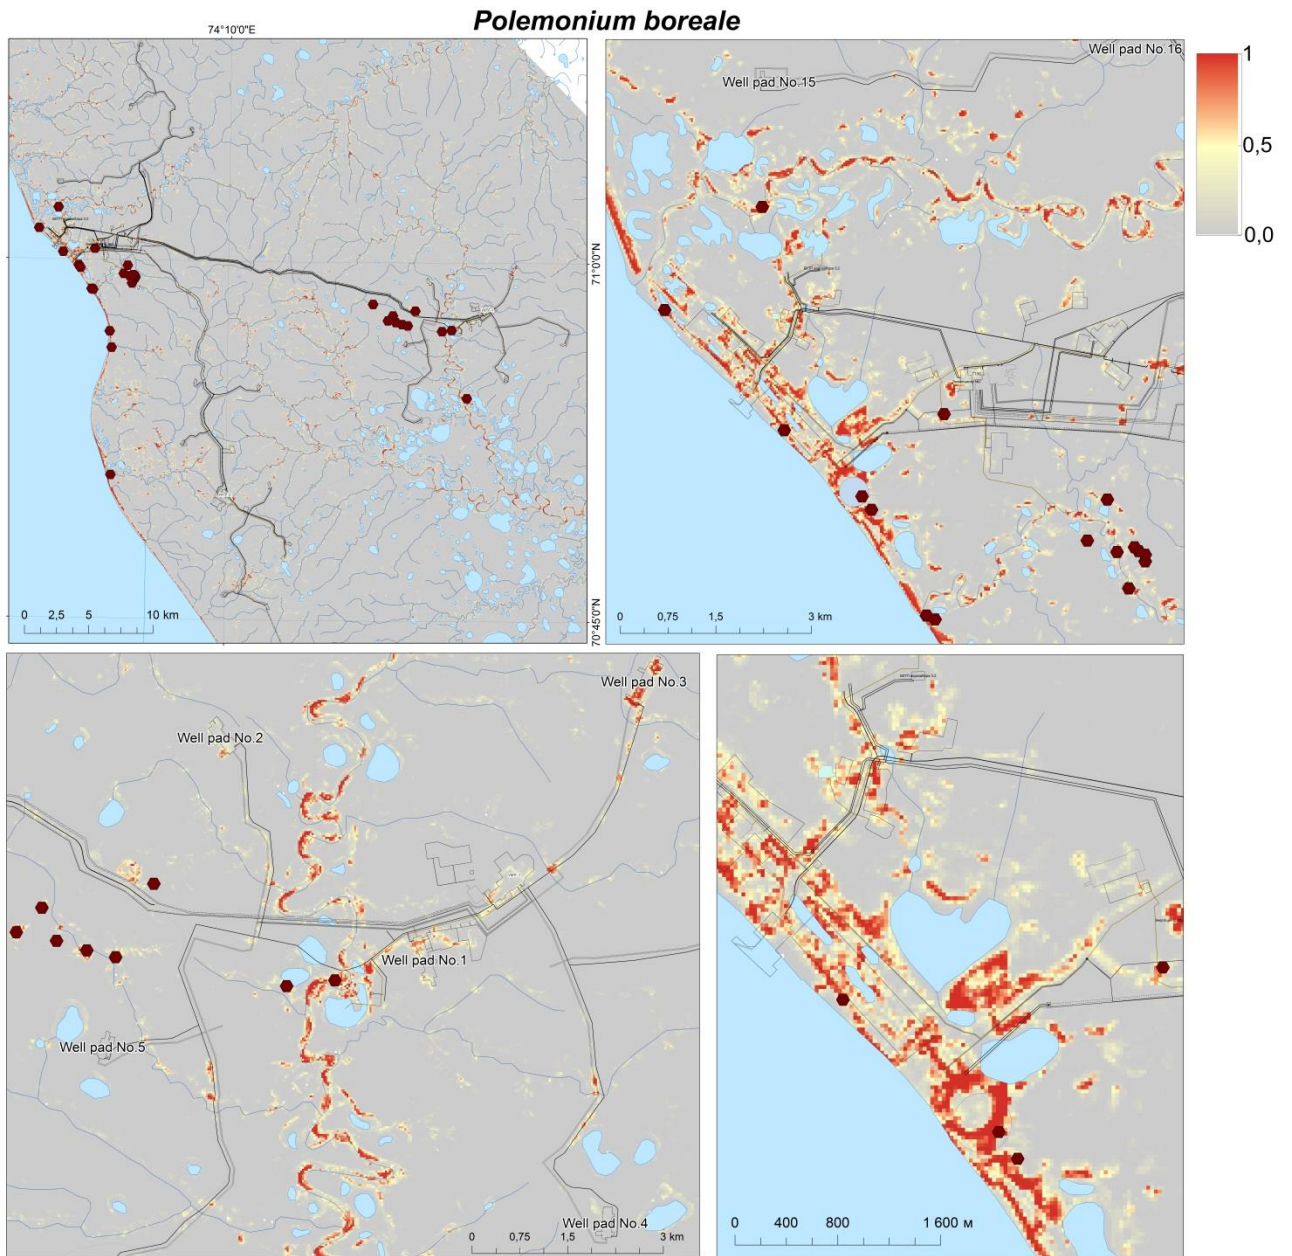 Polemonium boreale
74°10'0"E
71°0'0"N
70°45'0"N
0 2,5 5 10 km
Well pad No.16
Well pad No.15
0 0,75 1,5 3 km
1
0,5
0,0
Well pad No.3
Well pad No.2
Well pad No.1
Well pad No.5
Well pad No.4
0 0,75 1,5 3 km
0 400 800 1 600 м